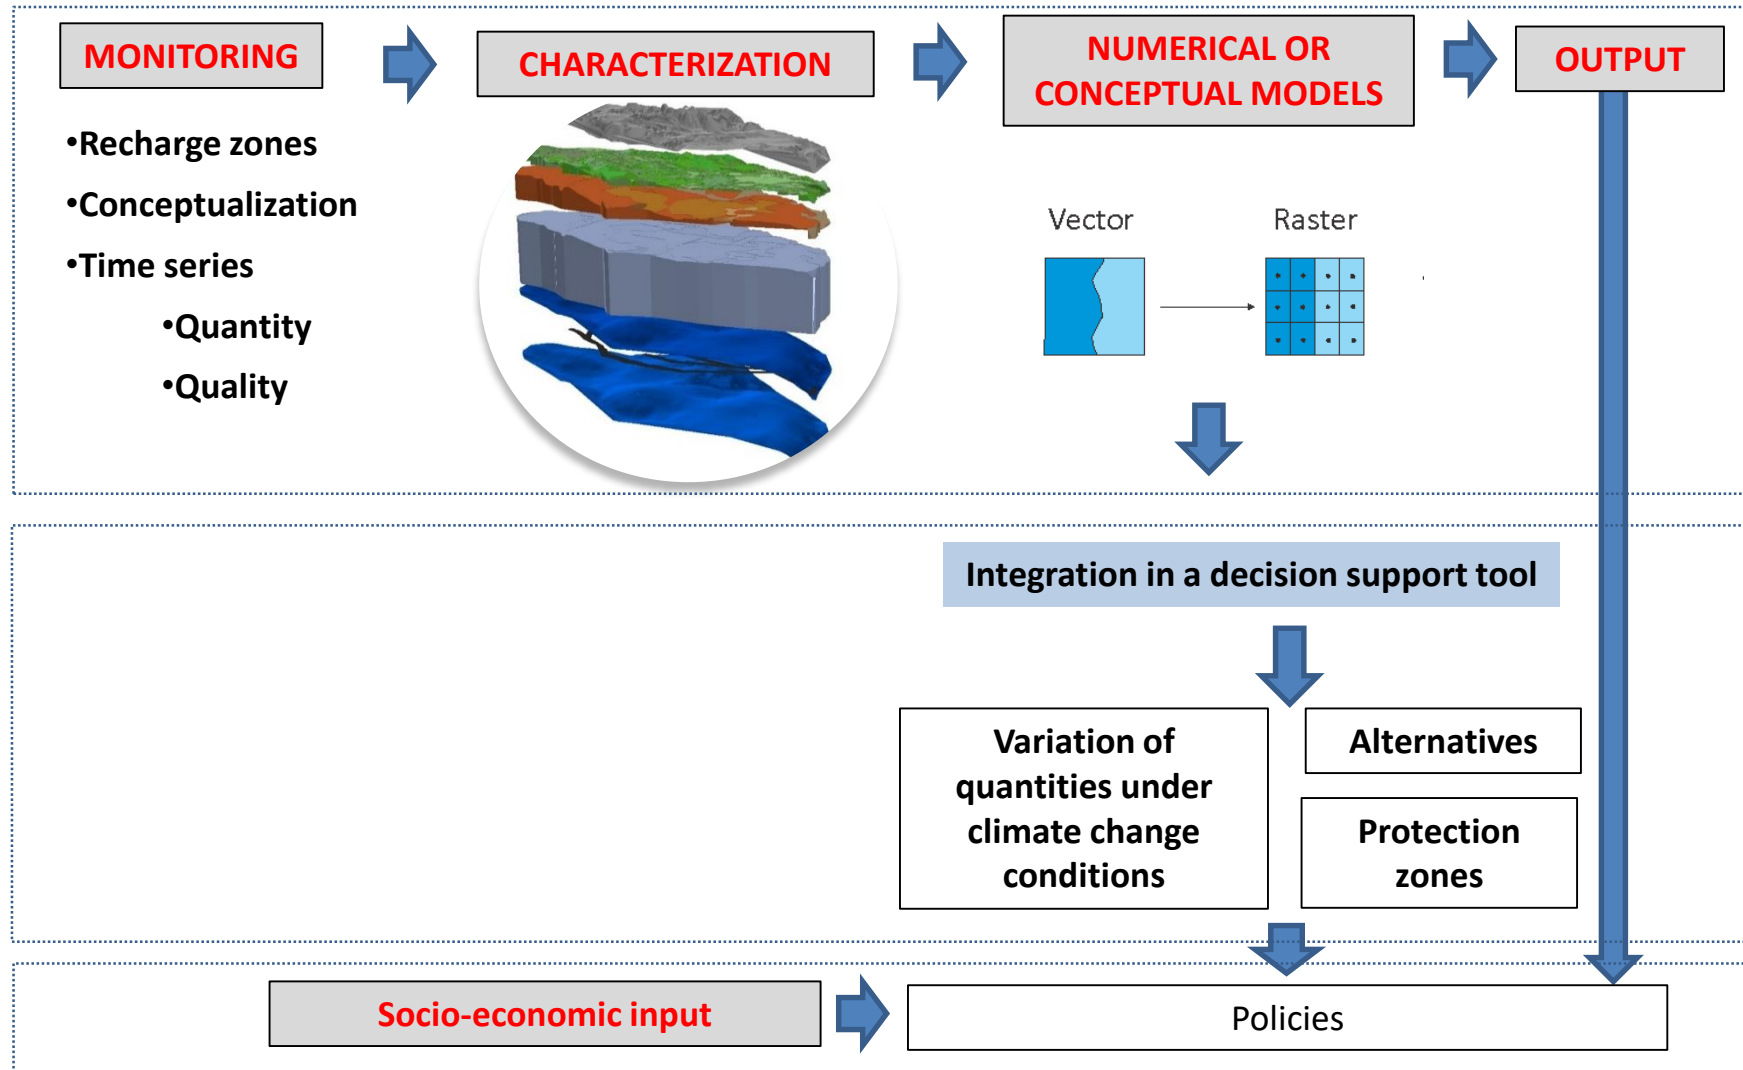 MONITORING
•Recharge zones
•Conceptualization
•Time series
•Quantity
•Quality
CHARACTERIZATION
NUMERICAL OR
CONCEPTUAL MODELS
Vector
Raster
OUTPUT
Integration in a decision support tool
Variation of
quantities under
climate change
conditions
Alternatives
Protection
zones
Socio-economic input
Policies